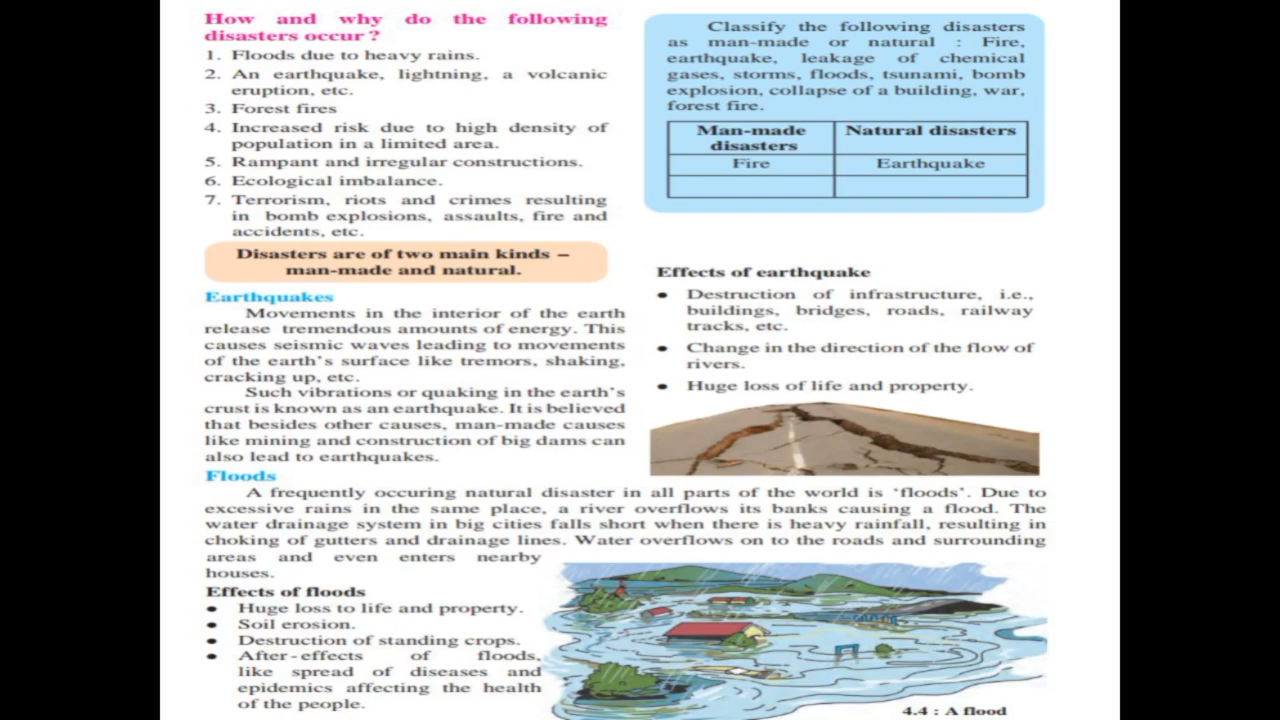 How and why do the following
disasters occur ?
1. Floods due to heavy rains.
2. An earthquake, lightning, a volcanic
eruption, etc.
3. Forest fires
4. Increased risk due to high density of
population in a limited area.
5. Rampant and irregular constructions.
6. Ecological imbalance.
7. Terrorism, riots and crimes resulting
in bomb explosions, assaults, fire and
accidents, etc.
Disasters are of two main kinds –
man-made and natural.
Earthquakes
Movements in the interior of the earth
release tremendous amounts of energy. This
causes seismic waves leading to movements
of the earth's surface like tremors, shaking,
cracking up, etc.
Such vibrations or quaking in the earth's
crust is known as an earthquake. It is believed
that besides other causes, man-made causes
like mining and construction of big dams can
also lead to earthquakes.
Classify the following disasters
as man-made or natural : Fire,
earthquake, leakage of chemical
gases, storms, floods, tsunami, bomb
explosion, collapse of a building, war,
forest fire.
Man-made disasters | Natural disasters
Fire | Earthquake
Effects of earthquake
• Destruction of infrastructure, i.e.,
buildings, bridges, roads, railway
tracks, etc.
• Change in the direction of the flow of
rivers.
• Huge loss of life and property.
Floods
A frequently occuring natural disaster in all parts of the world is 'floods'. Due to
excessive rains in the same place, a river overflows its banks causing a flood. The
water drainage system in big cities falls short when there is heavy rainfall, resulting in
choking of gutters and drainage lines. Water overflows on to the roads and surrounding
areas and even enters nearby
houses.
Effects of floods
• Huge loss to life and property.
• Soil erosion.
• Destruction of standing crops.
• After-effects of floods,
like spread of diseases and
epidemics affecting the health
of the people.
4.4 : A flood